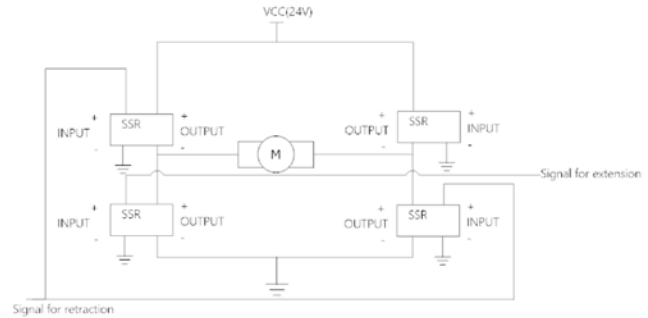 VCC(24V)
+ SSR + + SSR +
INPUT OUTPUT OUTPUT INPUT
- - - -
M
Signal for extension
+ SSR + + SSR +
INPUT OUTPUT OUTPUT INPUT
- - - -
Signal for retraction